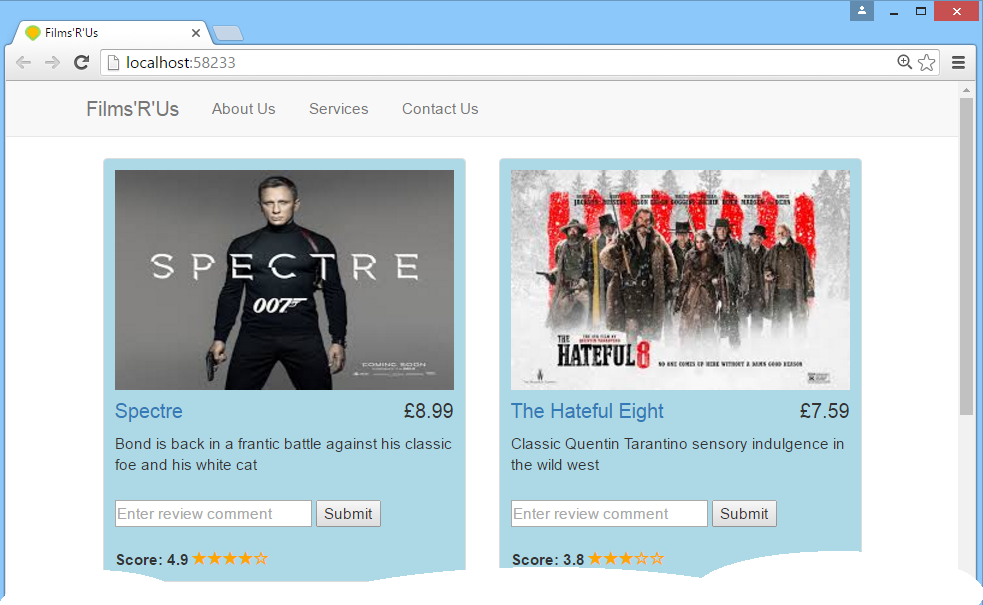 Films'R'Us
localhost:58233
Films'R'Us About Us Services Contact Us
SPECTRE
007
COMING SOON
THE
HATEFUL 8
NO ONE COMES UP HERE WITHOUT A DAMN GOOD REASON
Spectre £8.99
Bond is back in a frantic battle against his classic
foe and his white cat
Enter review comment Submit
Score: 4.9 ★★★★☆
The Hateful Eight £7.59
Classic Quentin Tarantino sensory indulgence in
the wild west
Enter review comment Submit
Score: 3.8 ★★★☆☆